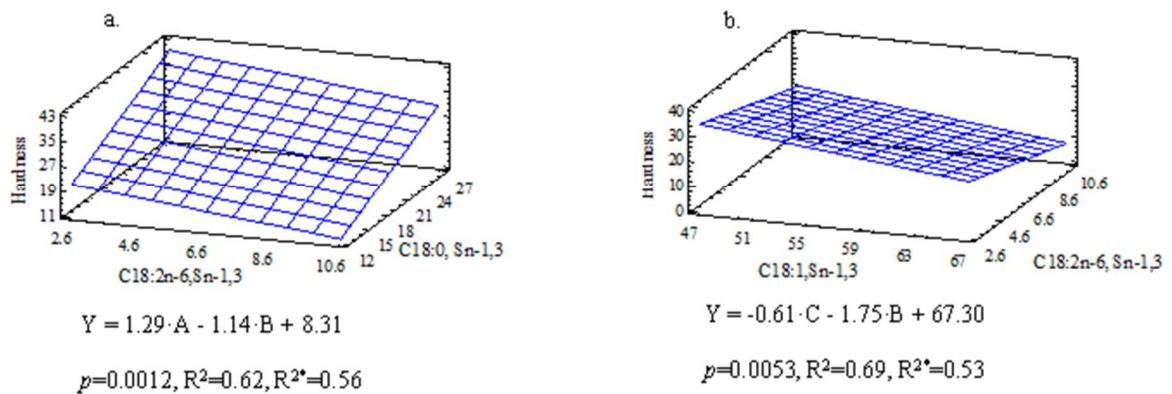 a.
43
35
27
19
11
Hardness
2.6
4.6
6.6
8.6
10.6
C18:2n-6,Sn-1,3
12
15
18
21
24
27
C18:0, Sn-1,3
Y = 1.29·A - 1.14·B + 8.31
p=0.0012, R²=0.62, R²*=0.56
b.
40
30
20
10
0
Hardness
47
51
55
59
63
67
C18:1,Sn-1,3
2.6
4.6
6.6
8.6
10.6
C18:2n-6, Sn-1,3
Y = -0.61·C - 1.75·B + 67.30
p=0.0053, R²=0.69, R²*=0.53